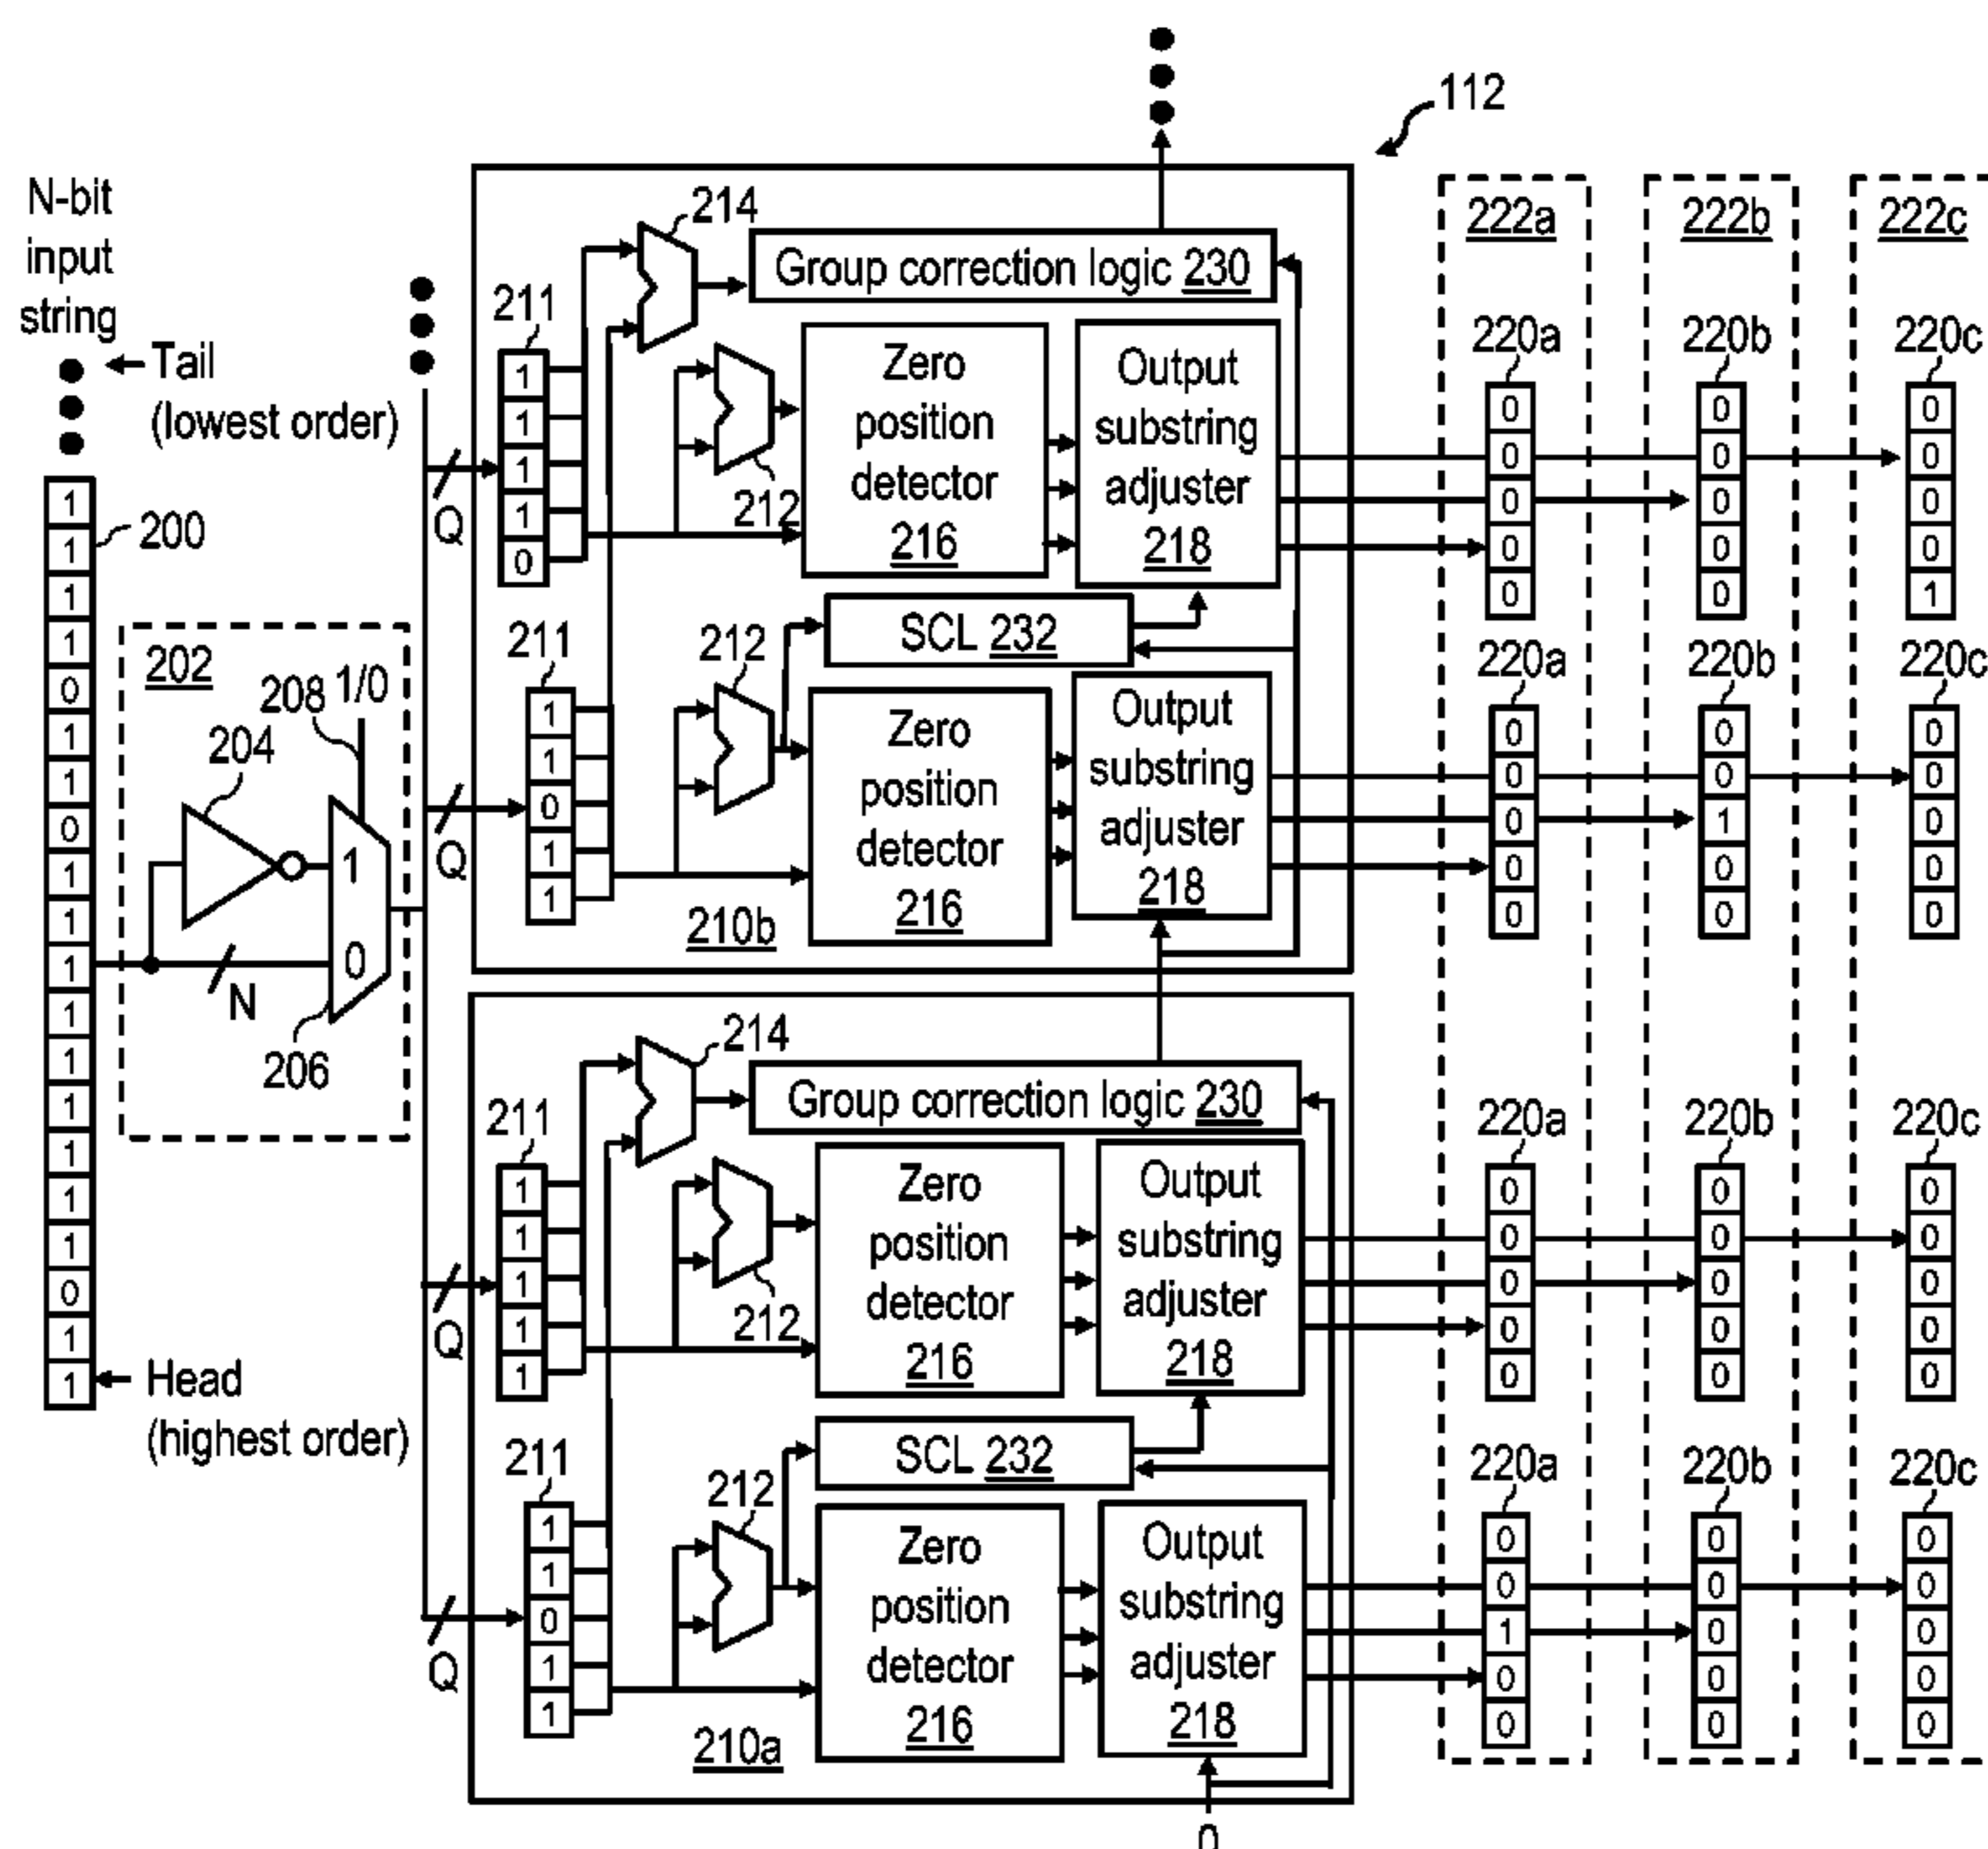 112
N-bit
input
string
Tail
(lowest order)
1
1
1
1
0
1
1
0
1
1
1
1
1
1
1
1
1
0
1
1
200
Head
(highest order)
202
204
208
1/0
1
0
N
206
214
Group correction logic 230
211
1
1
1
1
0
Q
212
Zero
position
detector
216
Output
substring
adjuster
218
SCL 232
211
1
1
0
1
1
Q
212
Zero
position
detector
216
Output
substring
adjuster
218
210b
214
Group correction logic 230
211
1
1
1
1
1
Q
212
Zero
position
detector
216
Output
substring
adjuster
218
SCL 232
211
1
1
0
1
1
Q
212
Zero
position
detector
216
Output
substring
adjuster
218
210a
222a 222b 222c
220a 220b 220c
0 0 0
0 0 0
0 0 0
0 0 0
0 0 1
220a 220b 220c
0 0 0
0 0 0
0 1 0
0 0 0
0 0 0
220a 220b 220c
0 0 0
0 0 0
0 0 0
0 0 0
0 0 0
220a 220b 220c
0 0 0
0 0 0
1 0 0
0 0 0
0 0 0